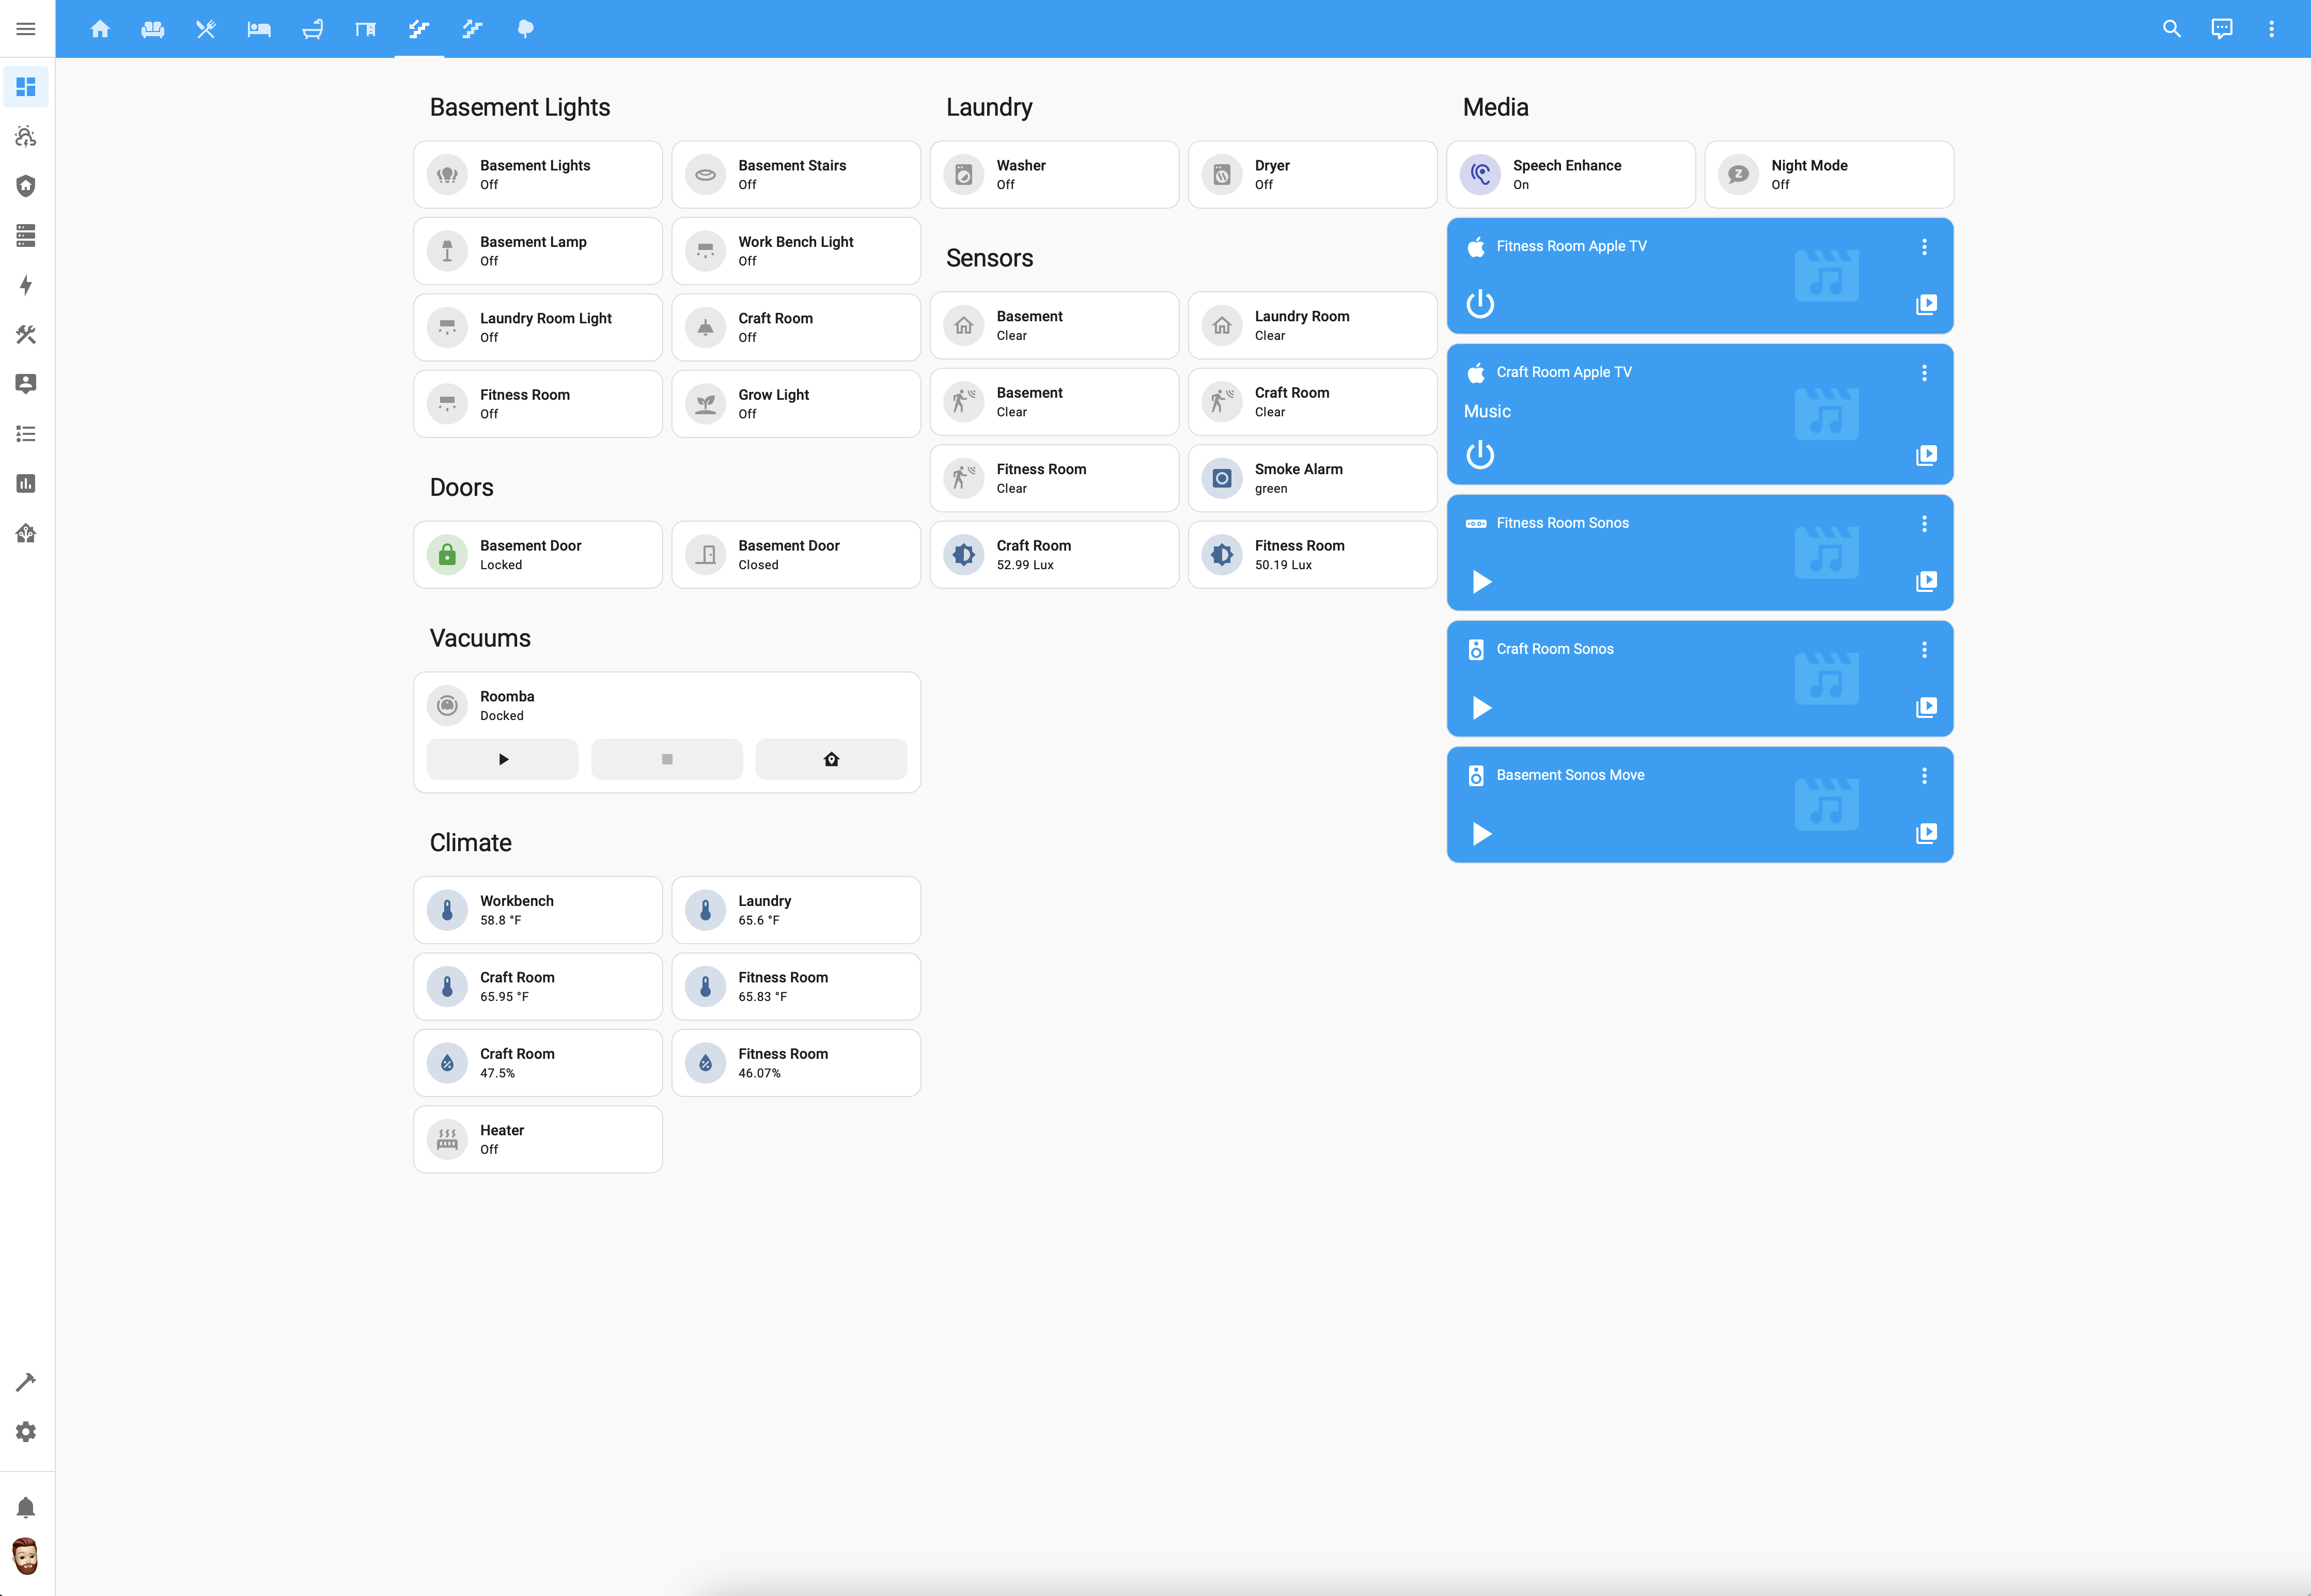 Basement Lights
Basement Lights
Off
Basement Stairs
Off
Basement Lamp
Off
Work Bench Light
Off
Laundry Room Light
Off
Craft Room
Off
Fitness Room
Off
Grow Light
Off
Doors
Basement Door
Locked
Basement Door
Closed
Vacuums
Roomba
Docked
Climate
Workbench
58.8 °F
Laundry
65.6 °F
Craft Room
65.95 °F
Fitness Room
65.83 °F
Craft Room
47.5%
Fitness Room
46.07%
Heater
Off
Laundry
Washer
Off
Dryer
Off
Sensors
Basement
Clear
Laundry Room
Clear
Basement
Clear
Craft Room
Clear
Fitness Room
Clear
Smoke Alarm
green
Craft Room
52.99 Lux
Fitness Room
50.19 Lux
Media
Speech Enhance
On
Night Mode
Off
Fitness Room Apple TV
Craft Room Apple TV
Music
Fitness Room Sonos
Craft Room Sonos
Basement Sonos Move